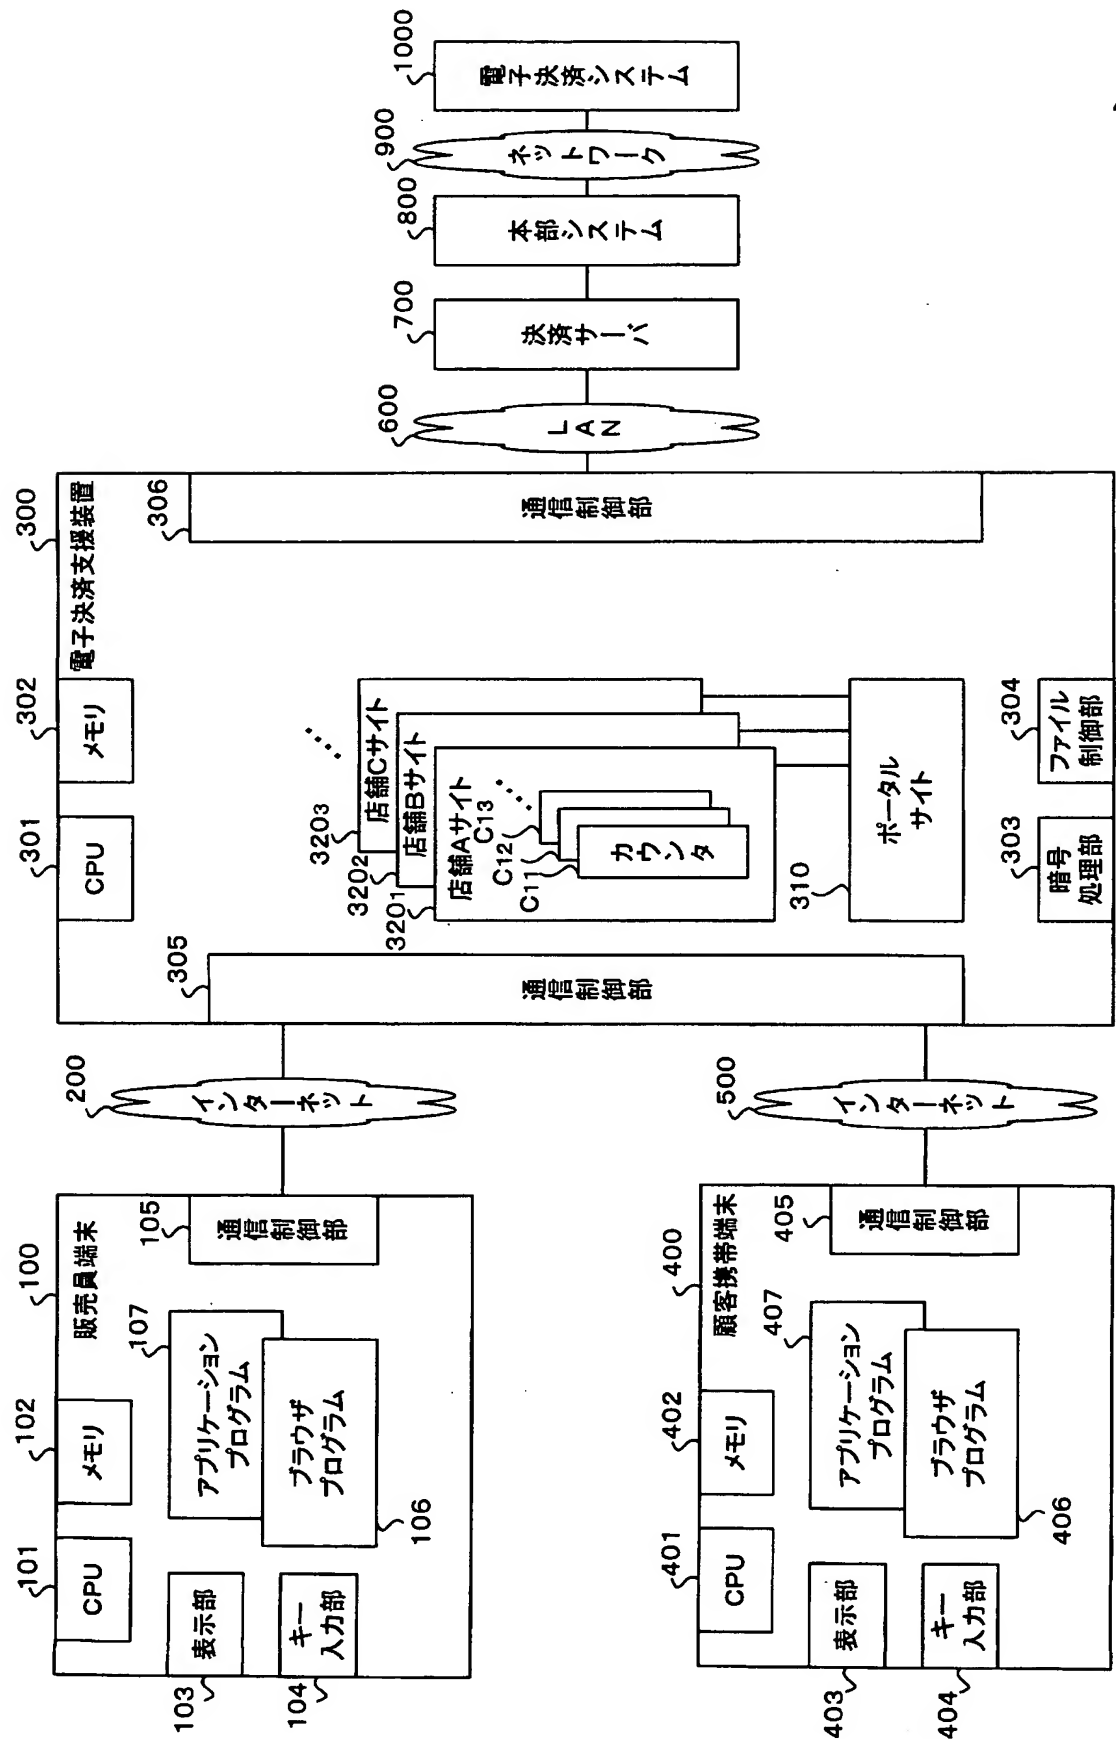 100
販売員端末
101
CPU
102
メモリ
103
表示部
104
キー
入力部
107
アプリケーション
プログラム
ブラウザ
プログラム
106
105
通信制御部
200
インターネット
400
顧客携帯端末
401
CPU
402
メモリ
403
表示部
404
キー
入力部
407
アプリケーション
プログラム
ブラウザ
プログラム
406
405
通信制御部
500
インターネット
300
電子決済支援装置
301
CPU
302
メモリ
305
通信制御部
3203
店舗Cサイト
3202
店舗Bサイト
3201
店舗Aサイト
C13
C12
C11
カウンタ
310
ポータル
サイト
303
暗号
処理部
304
ファイル
制御部
306
通信制御部
600
LAN
700
決済サーバ
800
本部システム
900
ネットワーク
1000
電子決済システム